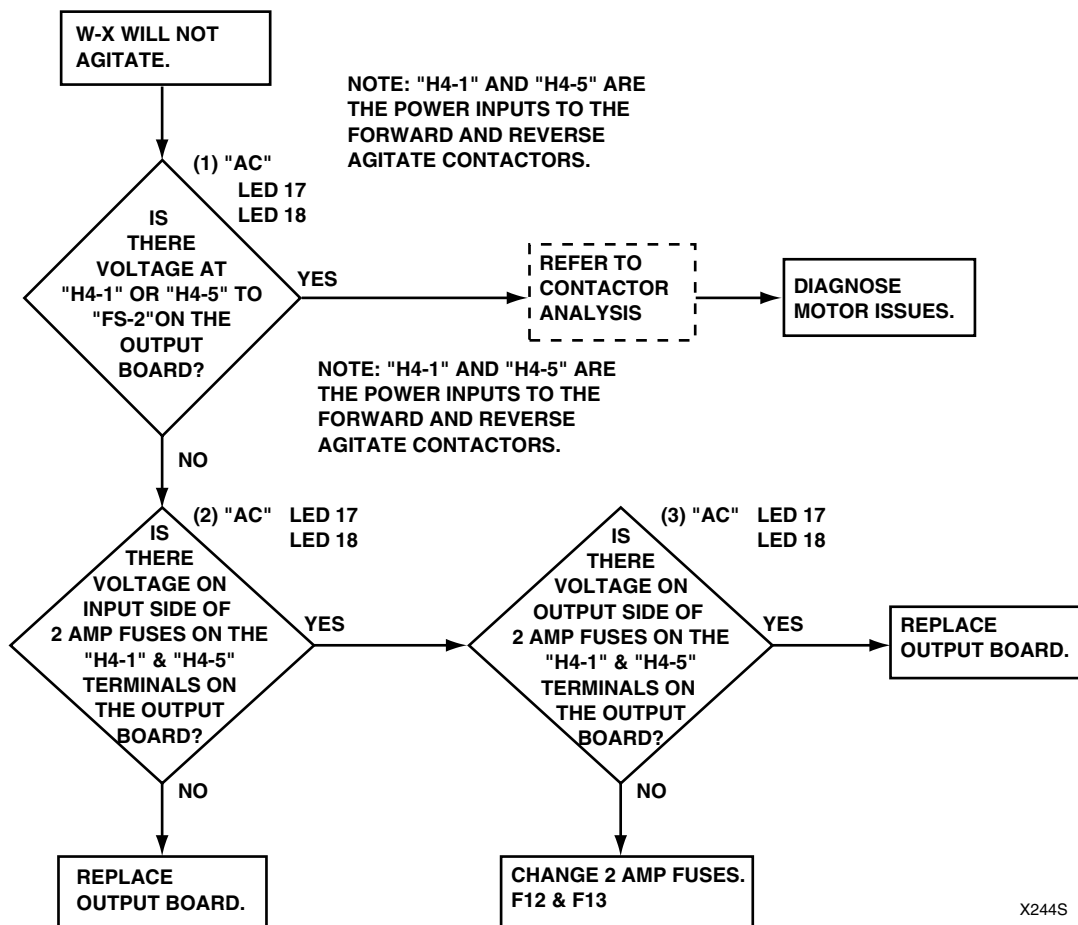 W-X WILL NOT
AGITATE.
NOTE: "H4-1" AND "H4-5" ARE
THE POWER INPUTS TO THE
FORWARD AND REVERSE
AGITATE CONTACTORS.
(1) "AC"
LED 17
LED 18
IS
THERE
VOLTAGE AT
"H4-1" OR "H4-5" TO
"FS-2"ON THE
OUTPUT
BOARD?
YES
REFER TO
CONTACTOR
ANALYSIS
DIAGNOSE
MOTOR ISSUES.
NOTE: "H4-1" AND "H4-5" ARE
THE POWER INPUTS TO THE
FORWARD AND REVERSE
AGITATE CONTACTORS.
NO
(2) "AC" LED 17
LED 18
IS
THERE
VOLTAGE ON
INPUT SIDE OF
2 AMP FUSES ON THE
"H4-1" & "H4-5"
TERMINALS ON
THE OUTPUT
BOARD?
YES
(3) "AC" LED 17
LED 18
IS
THERE
VOLTAGE ON
OUTPUT SIDE OF
2 AMP FUSES ON THE
"H4-1" & "H4-5"
TERMINALS ON
THE OUTPUT
BOARD?
YES
REPLACE
OUTPUT BOARD.
NO
NO
REPLACE
OUTPUT BOARD.
CHANGE 2 AMP FUSES.
F12 & F13
X244S